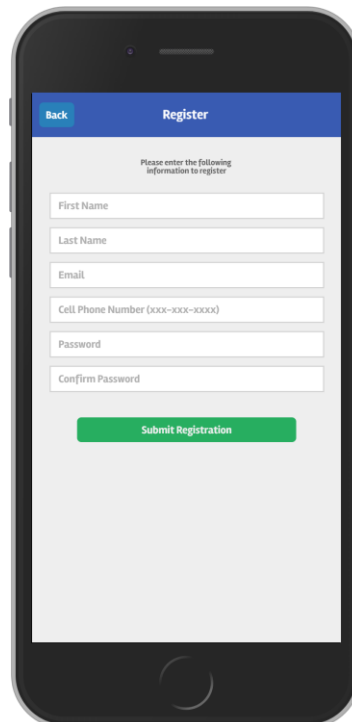 Back
Register
Please enter the following
information to register
First Name
Last Name
Email
Cell Phone Number (xxx-xxx-xxxx)
Password
Confirm Password
Submit Registration